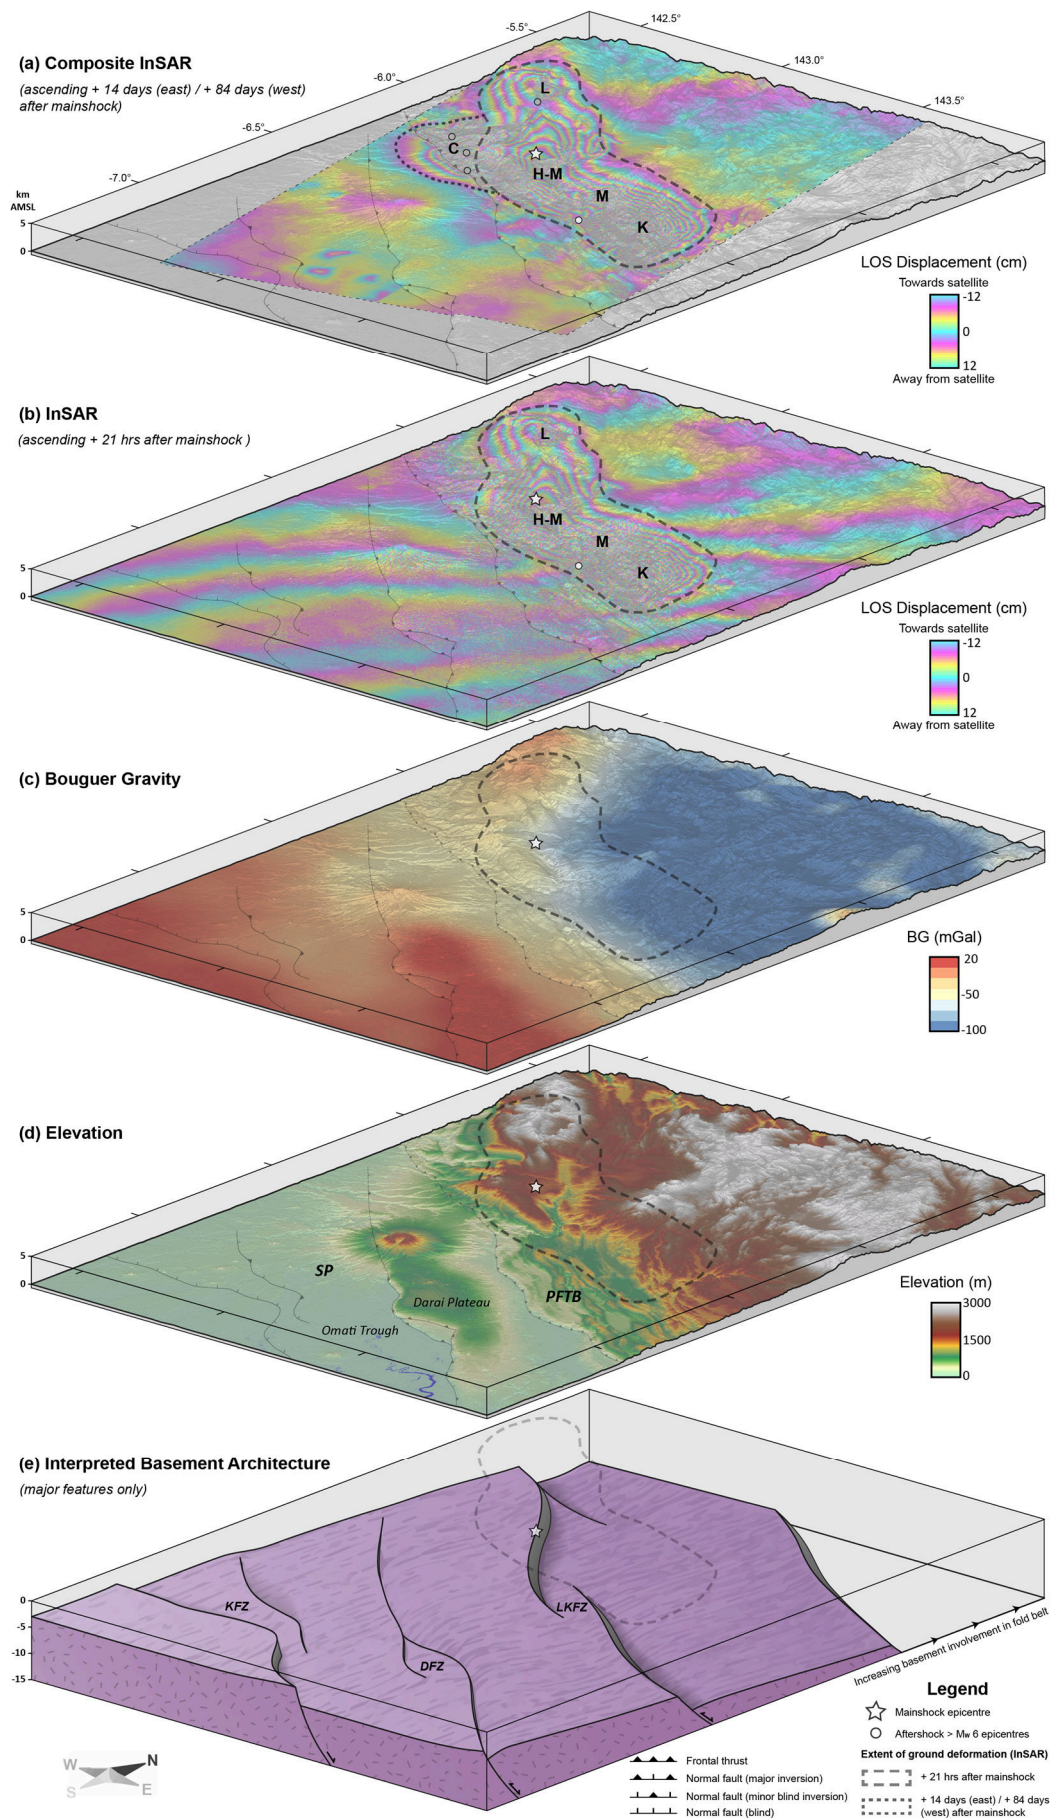 (a) Composite InSAR
(ascending + 14 days (east) / + 84 days (west)
after mainshock)
-5.5°
-6.0°
-6.5°
-7.0°
142.5°
143.0°
143.5°
km
AMSL
5
0
L
C
H-M
M
K
LOS Displacement (cm)
Towards satellite
-12
0
12
Away from satellite
(b) InSAR
(ascending + 21 hrs after mainshock )
5
0
L
H-M
M
K
LOS Displacement (cm)
Towards satellite
-12
0
12
Away from satellite
(c) Bouguer Gravity
5
0
BG (mGal)
20
-50
-100
(d) Elevation
5
0
SP
Darai Plateau
Omati Trough
PFTB
Elevation (m)
3000
1500
0
(e) Interpreted Basement Architecture
(major features only)
0
-5
-10
-15
KFZ
DFZ
LKFZ
Increasing basement involvement in fold belt
W
N
S
E
Legend
Mainshock epicentre
Aftershock > Mw 6 epicentres
Extent of ground deformation (InSAR)
+ 21 hrs after mainshock
+ 14 days (east) / + 84 days
(west) after mainshock
Frontal thrust
Normal fault (major inversion)
Normal fault (minor blind inversion)
Normal fault (blind)